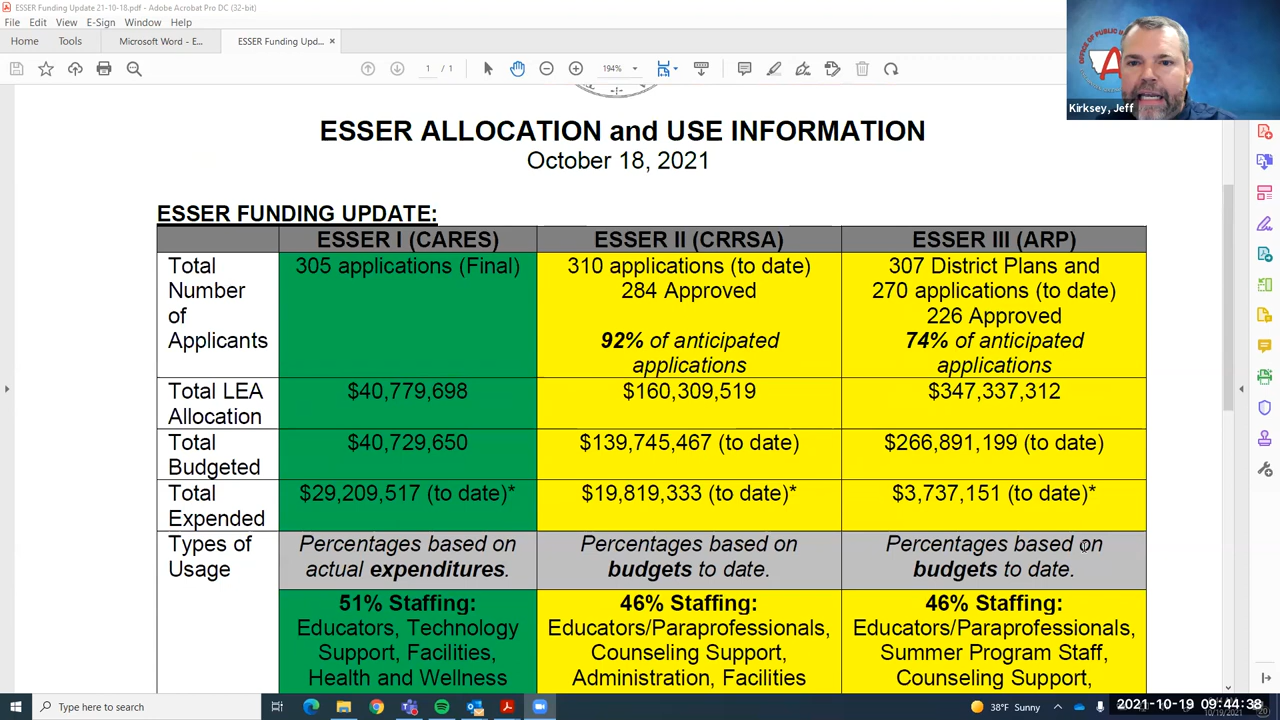 ESSER Funding Update 21-10-18.pdf - Adobe Acrobat Pro DC (32-bit)
File Edit View E-Sign Window Help
Home Tools Microsoft Word - E... ESSER Funding Upd... ×
1 / 1 194%
Kirksey, Jeff
ESSER ALLOCATION and USE INFORMATION
October 18, 2021
ESSER FUNDING UPDATE:
ESSER I (CARES) ESSER II (CRRSA) ESSER III (ARP)
Total Number of Applicants
305 applications (Final)
310 applications (to date)
284 Approved
92% of anticipated
applications
307 District Plans and
270 applications (to date)
226 Approved
74% of anticipated
applications
Total LEA
Allocation
$40,779,698 $160,309,519 $347,337,312
Total
Budgeted
$40,729,650 $139,745,467 (to date) $266,891,199 (to date)
Total
Expended
$29,209,517 (to date)* $19,819,333 (to date)* $3,737,151 (to date)*
Types of
Usage
Percentages based on
actual expenditures.
Percentages based on
budgets to date.
Percentages based on
budgets to date.
51% Staffing:
Educators, Technology
Support, Facilities,
Health and Wellness
46% Staffing:
Educators/Paraprofessionals,
Counseling Support,
Administration, Facilities
46% Staffing:
Educators/Paraprofessionals,
Summer Program Staff,
Counseling Support,
Type here to search
38°F Sunny
2021-10-19 09:44:38